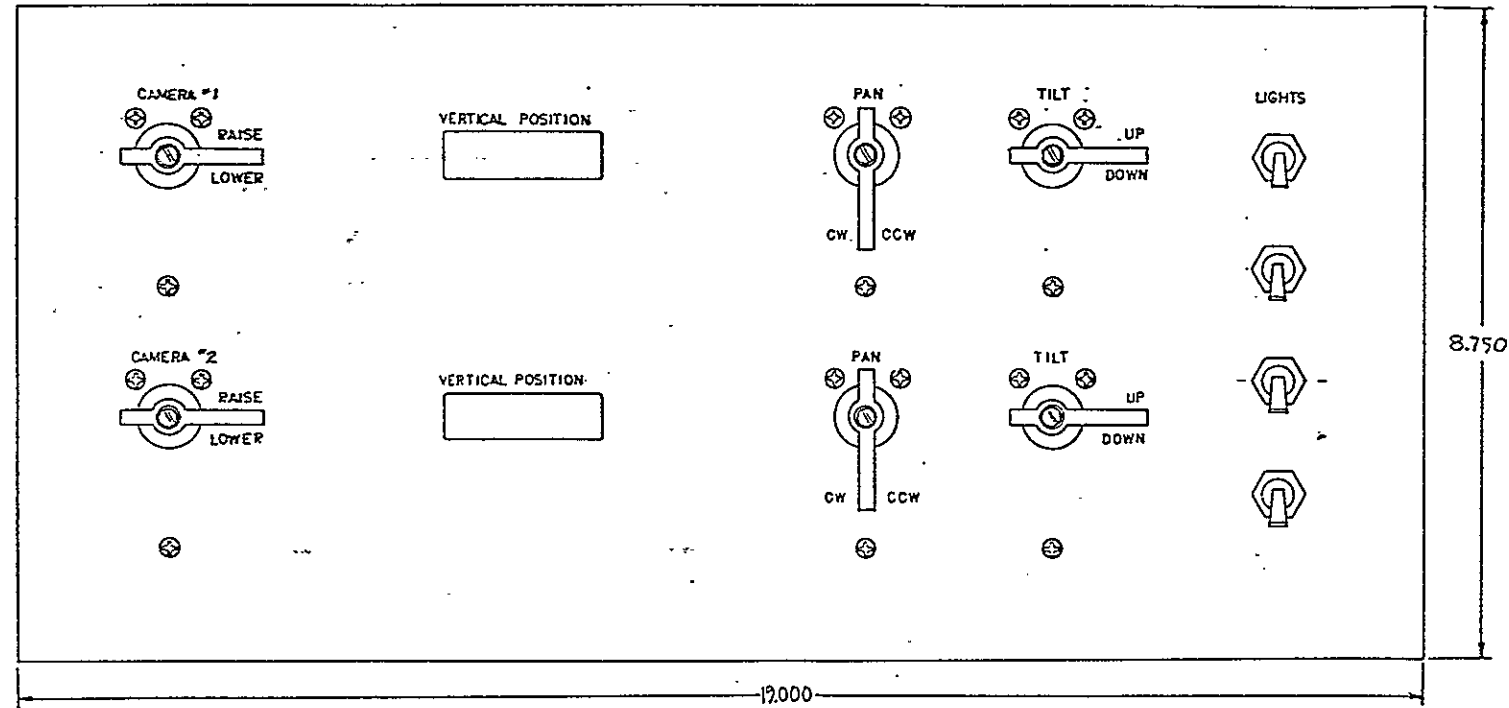 CAMERA #1
RAISE
LOWER
VERTICAL POSITION
PAN
CW CCW
TILT
UP
DOWN
LIGHTS
CAMERA #2
RAISE
LOWER
VERTICAL POSITION
PAN
CW CCW
TILT
UP
DOWN
8.750
19.000